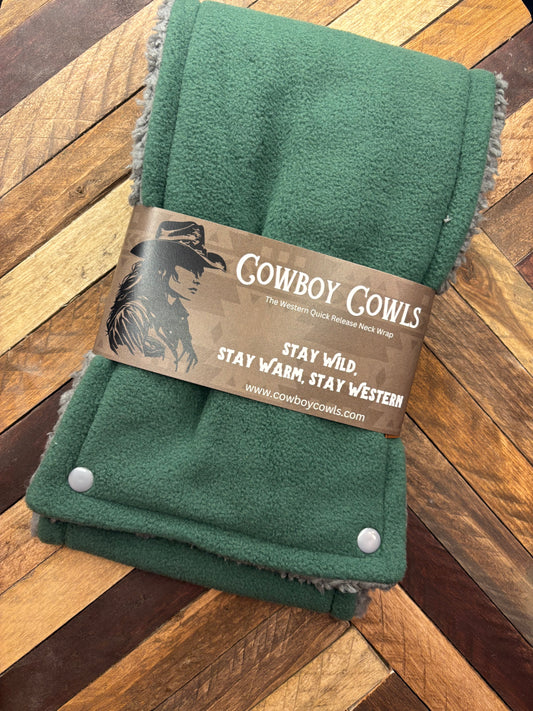 COWBOY COWLS
The Western Quick Release Neck Wrap
STAY WILD,
STAY WARM, STAY WESTERN
www.cowboycowls.com